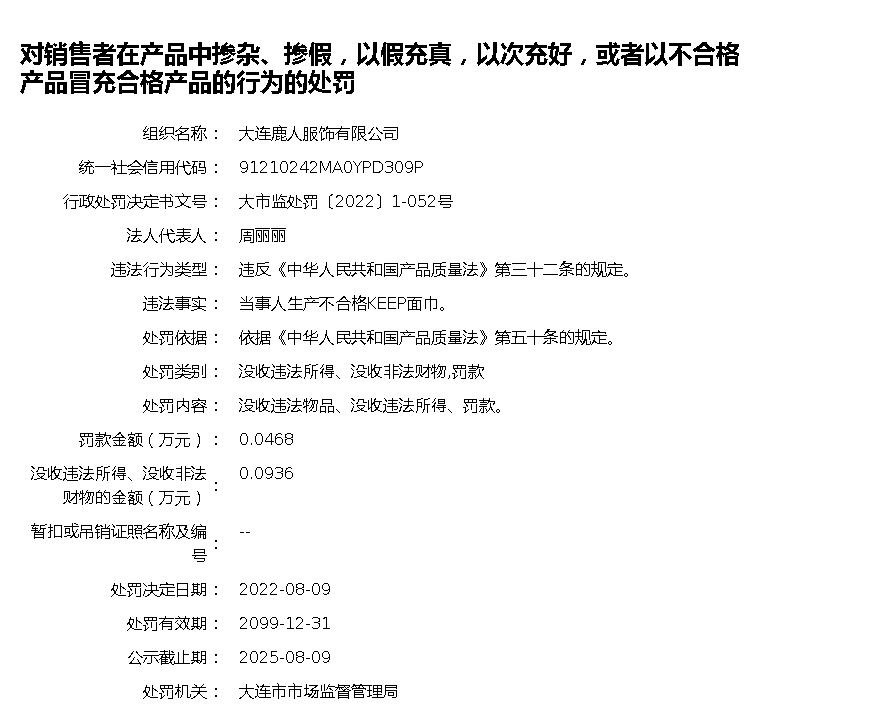 对销售者在产品中掺杂、掺假，以假充真，以次充好，或者以不合格
产品冒充合格产品的行为的处罚
组织名称： 大连鹿人服饰有限公司
统一社会信用代码： 91210242MA0YPD309P
行政处罚决定书文号： 大市监处罚〔2022〕1-052号
法人代表人： 周丽丽
违法行为类型： 违反《中华人民共和国产品质量法》第三十二条的规定。
违法事实： 当事人生产不合格KEEP面巾。
处罚依据： 依据《中华人民共和国产品质量法》第五十条的规定。
处罚类别： 没收违法所得、没收非法财物,罚款
处罚内容： 没收违法物品、没收违法所得、罚款。
罚款金额（万元）： 0.0468
没收违法所得、没收非法 0.0936
财物的金额（万元）：
暂扣或吊销证照名称及编 --
号：
处罚决定日期： 2022-08-09
处罚有效期： 2099-12-31
公示截止期： 2025-08-09
处罚机关： 大连市市场监督管理局